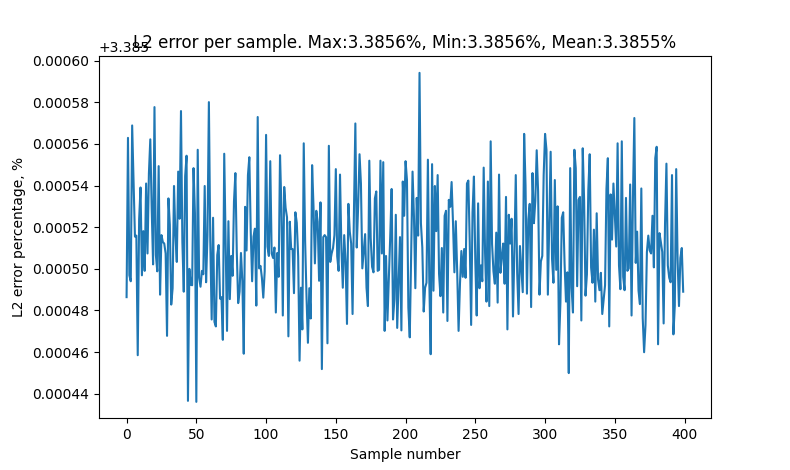 L2 error per sample. Max:3.3856%, Min:3.3856%, Mean:3.3855%
+3.385
0.00060
0.00058
0.00056
0.00054
0.00052
0.00050
0.00048
0.00046
0.00044
L2 error percentage, %
0 50 100 150 200 250 300 350 400
Sample number